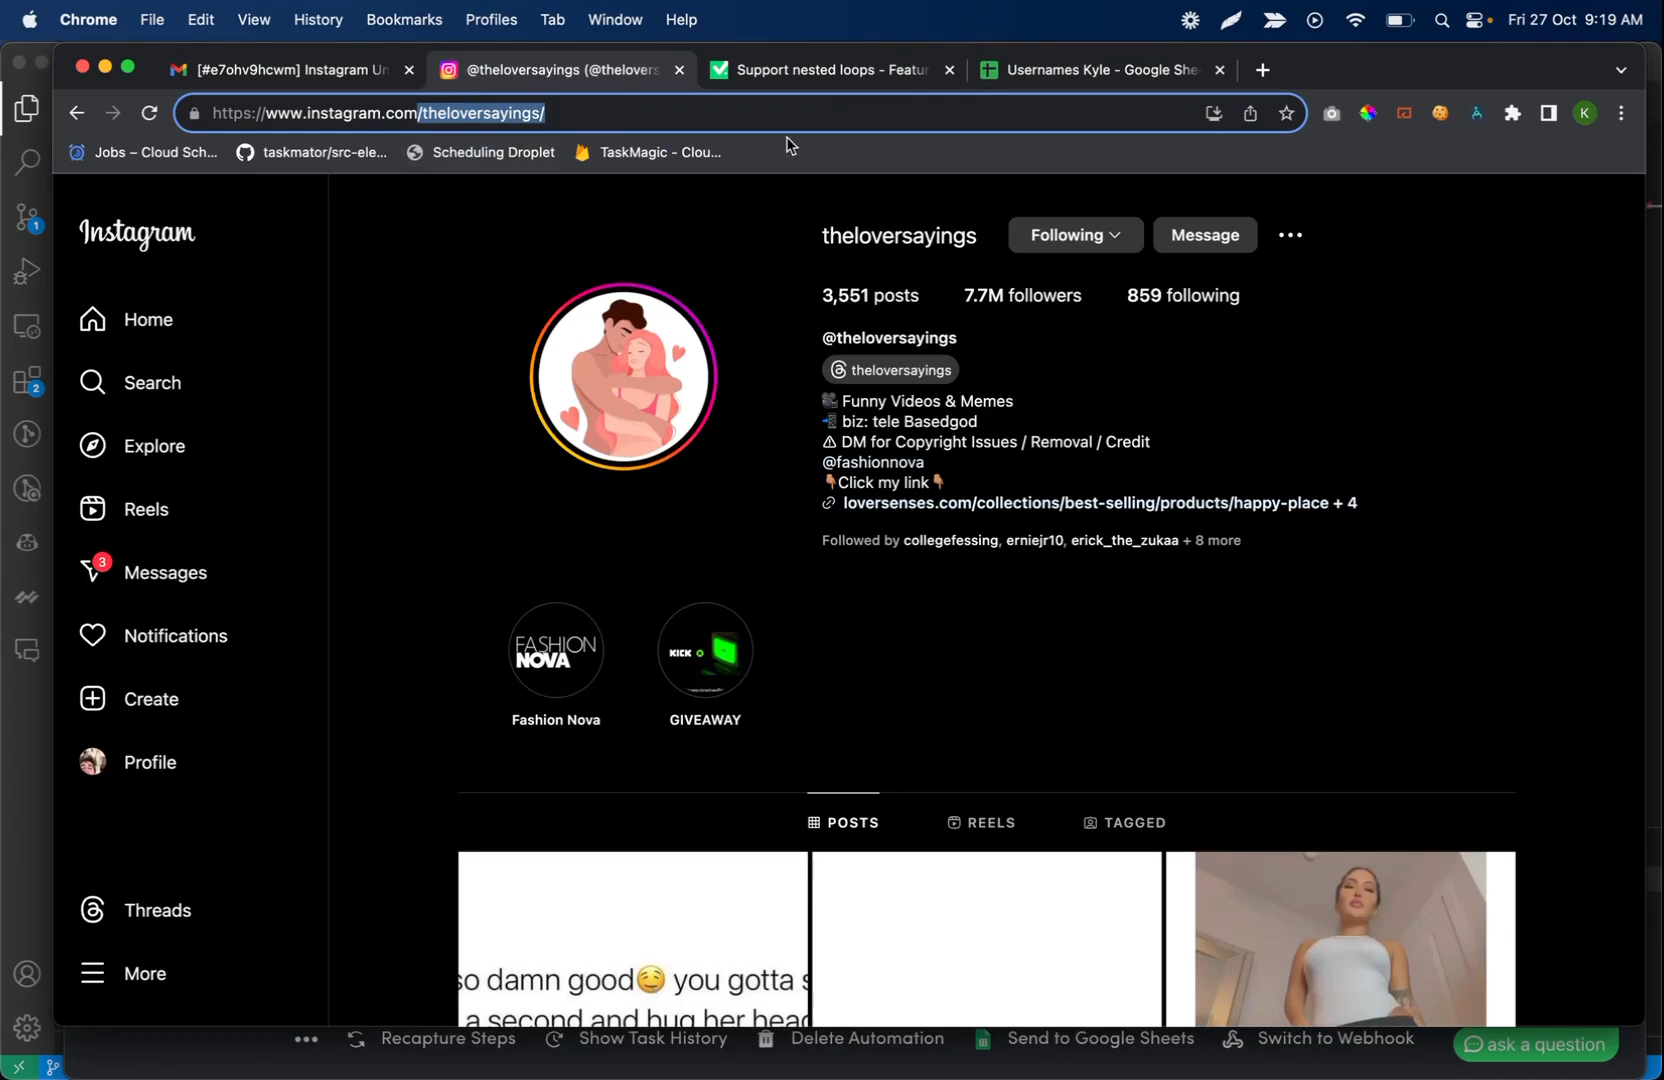 Chrome File Edit View History Bookmarks Profiles Tab Window Help Fri 27 Oct 9:19 AM
[#e7ohv9hcwm] Instagram Un @theloversayings (@thelovers Support nested loops - Featur Usernames Kyle - Google She
https://www.instagram.com/theloversayings/ K
Jobs – Cloud Sch... taskmator/src-ele... Scheduling Droplet TaskMagic - Clou...
Instagram
Home
Search
Explore
Reels
3
Messages
Notifications
Create
Profile
Threads
More
1
2
theloversayings Following Message
3,551 posts 7.7M followers 859 following
@theloversayings
theloversayings
🎥 Funny Videos & Memes
📲 biz: tele Basedgod
⚠ DM for Copyright Issues / Removal / Credit
@fashionnova
👇🏽Click my link👇🏽
loversenses.com/collections/best-selling/products/happy-place + 4
Followed by collegefessing, erniejr10, erick_the_zukaa + 8 more
FASHION
NOVA
KICK
Fashion Nova GIVEAWAY
POSTS REELS TAGGED
so damn good🤤 you gotta s
a second and hug her head
Recapture Steps Show Task History Delete Automation Send to Google Sheets Switch to Webhook ask a question